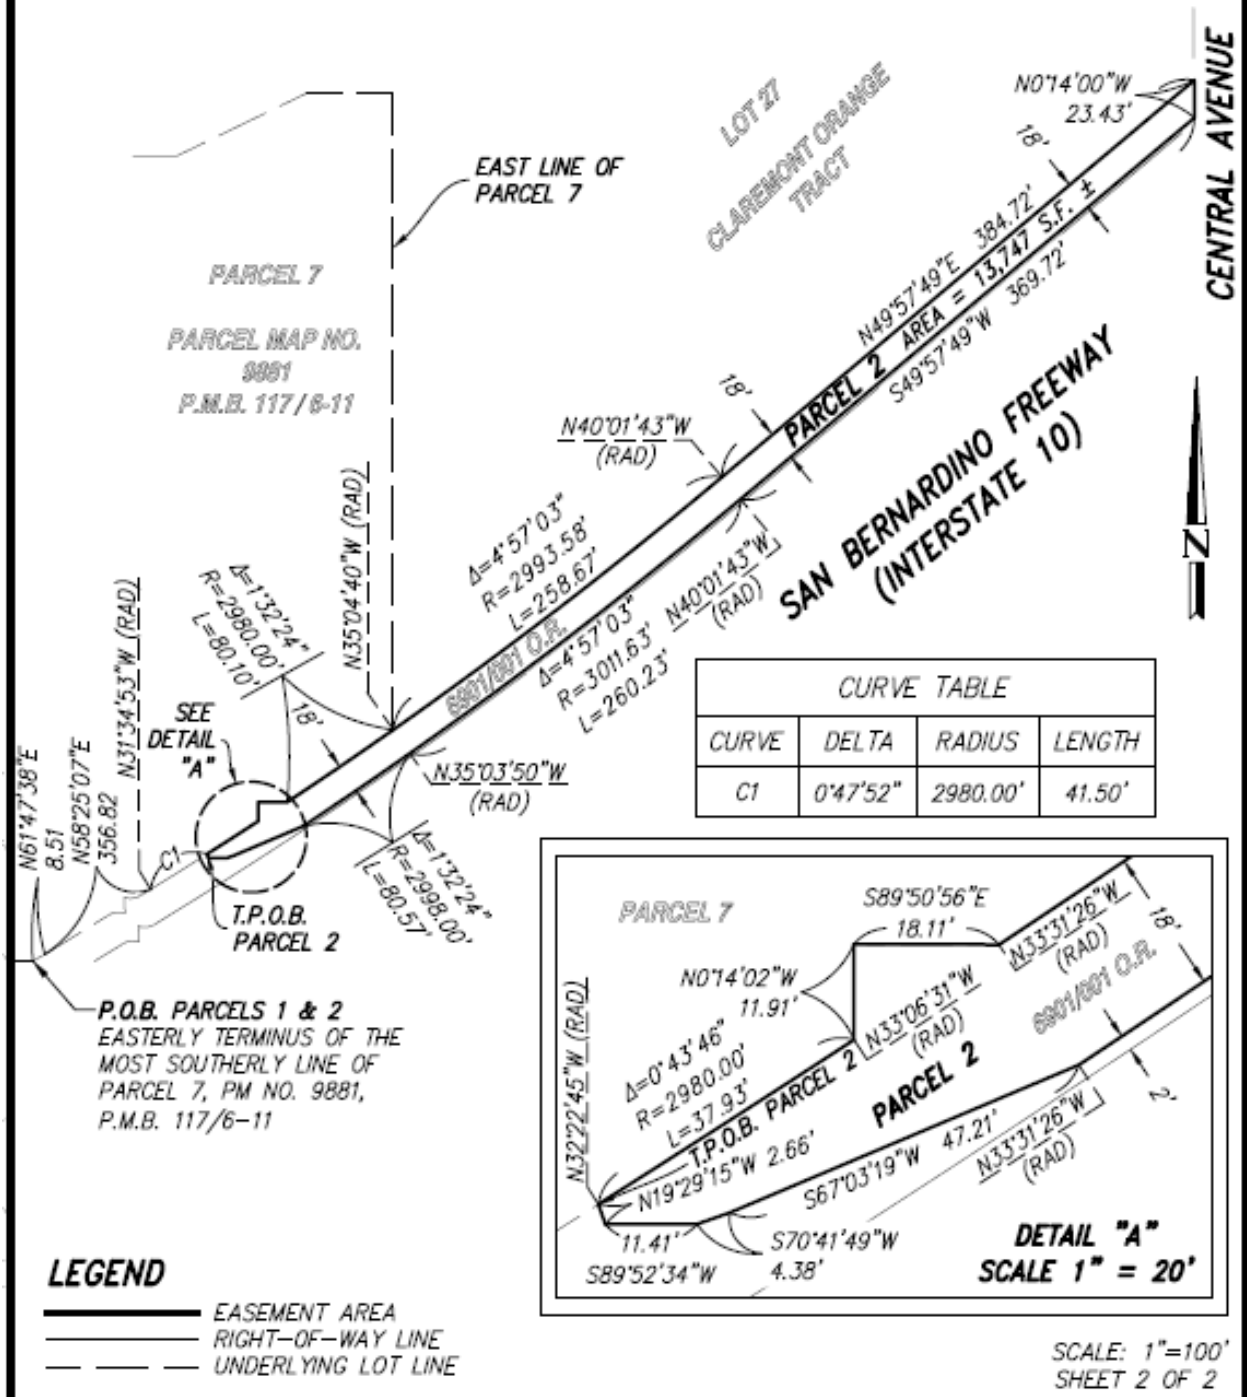 N0°14'00"W
23.43'
CENTRAL AVENUE
LOT 27
CLAREMONT ORANGE
TRACT
18'
EAST LINE OF
PARCEL 7
PARCEL 7
PARCEL MAP NO.
9881
P.M.B. 117/6-11
N49°57'49"E 384.72'
PARCEL 2 AREA = 13,747 S.F. ±
S49°57'49"W 369.72'
18'
N40°01'43"W
(RAD)
SAN BERNARDINO FREEWAY
(INTERSTATE 10)
N
Δ=4°57'03"
R=2993.58'
L=258.67'
6901/001 O.R.
Δ=4°57'03"
R=3011.63'
L=260.23'
N40°01'43"W
(RAD)
N35°04'40"W (RAD)
Δ=1°32'24"
R=2980.00'
L=80.10'
18'
N31°34'53"W (RAD)
SEE
DETAIL
"A"
N35°03'50"W
(RAD)
Δ=1°32'24"
R=2998.00'
L=80.57'
N61°47'38"E
8.51
N58°25'07"E
356.82
C1
T.P.O.B.
PARCEL 2
P.O.B. PARCELS 1 & 2
EASTERLY TERMINUS OF THE
MOST SOUTHERLY LINE OF
PARCEL 7, PM NO. 9881,
P.M.B. 117/6-11
CURVE TABLE
CURVE DELTA RADIUS LENGTH
C1 0°47'52" 2980.00' 41.50'
PARCEL 7
S89°50'56"E
18.11'
N0°14'02"W
11.91'
N33°31'26"W
(RAD)
18'
6901/001 O.R.
N33°06'31"W
(RAD)
N32°22'45"W (RAD)
Δ=0°43'46"
R=2980.00'
L=37.93'
T.P.O.B. PARCEL 2
PARCEL 2
N19°29'15"W 2.66'
S67°03'19"W 47.21'
N33°31'26"W
(RAD)
2'
11.41'
S89°52'34"W
S70°41'49"W
4.38'
DETAIL "A"
SCALE 1" = 20'
LEGEND
EASEMENT AREA
RIGHT-OF-WAY LINE
UNDERLYING LOT LINE
SCALE: 1"=100'
SHEET 2 OF 2